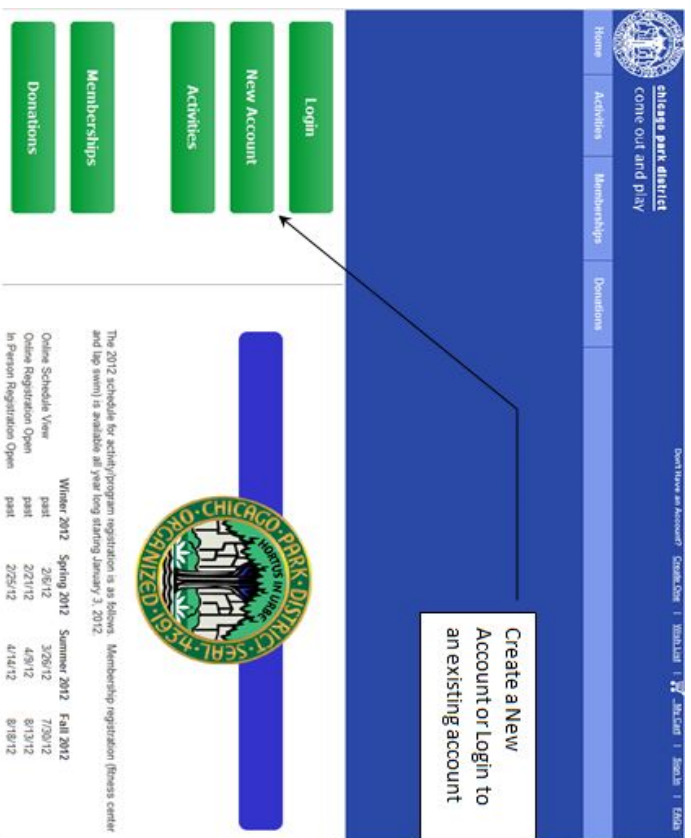 chicago park district
come out and play
Don't Have an Account? Create One | Wish List | My Cart | Sign In | FAQs
Home Activities Memberships Donations
Create a New
Account or Login to
an existing account
Login
New Account
Activities
Memberships
Donations
CHICAGO·PARK·DISTRICT·SEAL·ORGANIZED·1934·
HORTUS IN URBE
The 2012 schedule for activity/program registration is as follows. Membership registration (fitness center
and lap swim) is available all year long starting January 3, 2012.
Winter 2012 Spring 2012 Summer 2012 Fall 2012
Online Schedule View past 2/6/12 3/26/12 7/30/12
Online Registration Open past 2/21/12 4/9/12 8/13/12
In Person Registration Open past 2/25/12 4/14/12 8/18/12